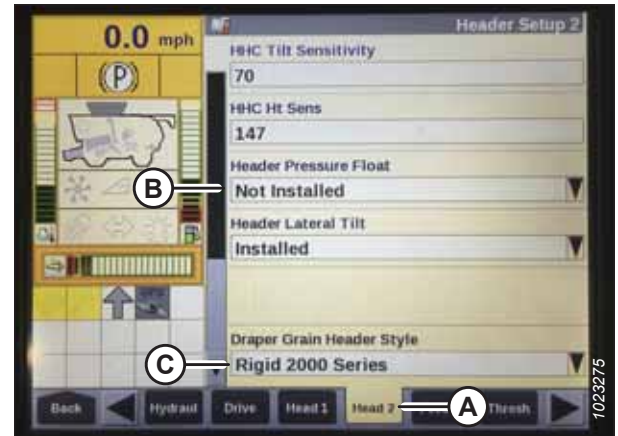 0.0 mph
Header Setup 2
(P)
HHC Tilt Sensitivity
70
HHC Ht Sens
147
Header Pressure Float
B
Not Installed
Header Lateral Tilt
Installed
Draper Grain Header Style
C
Rigid 2000 Series
Back
Hydraul
Drive
Head 1
Head 2
A
Thresh
1023275